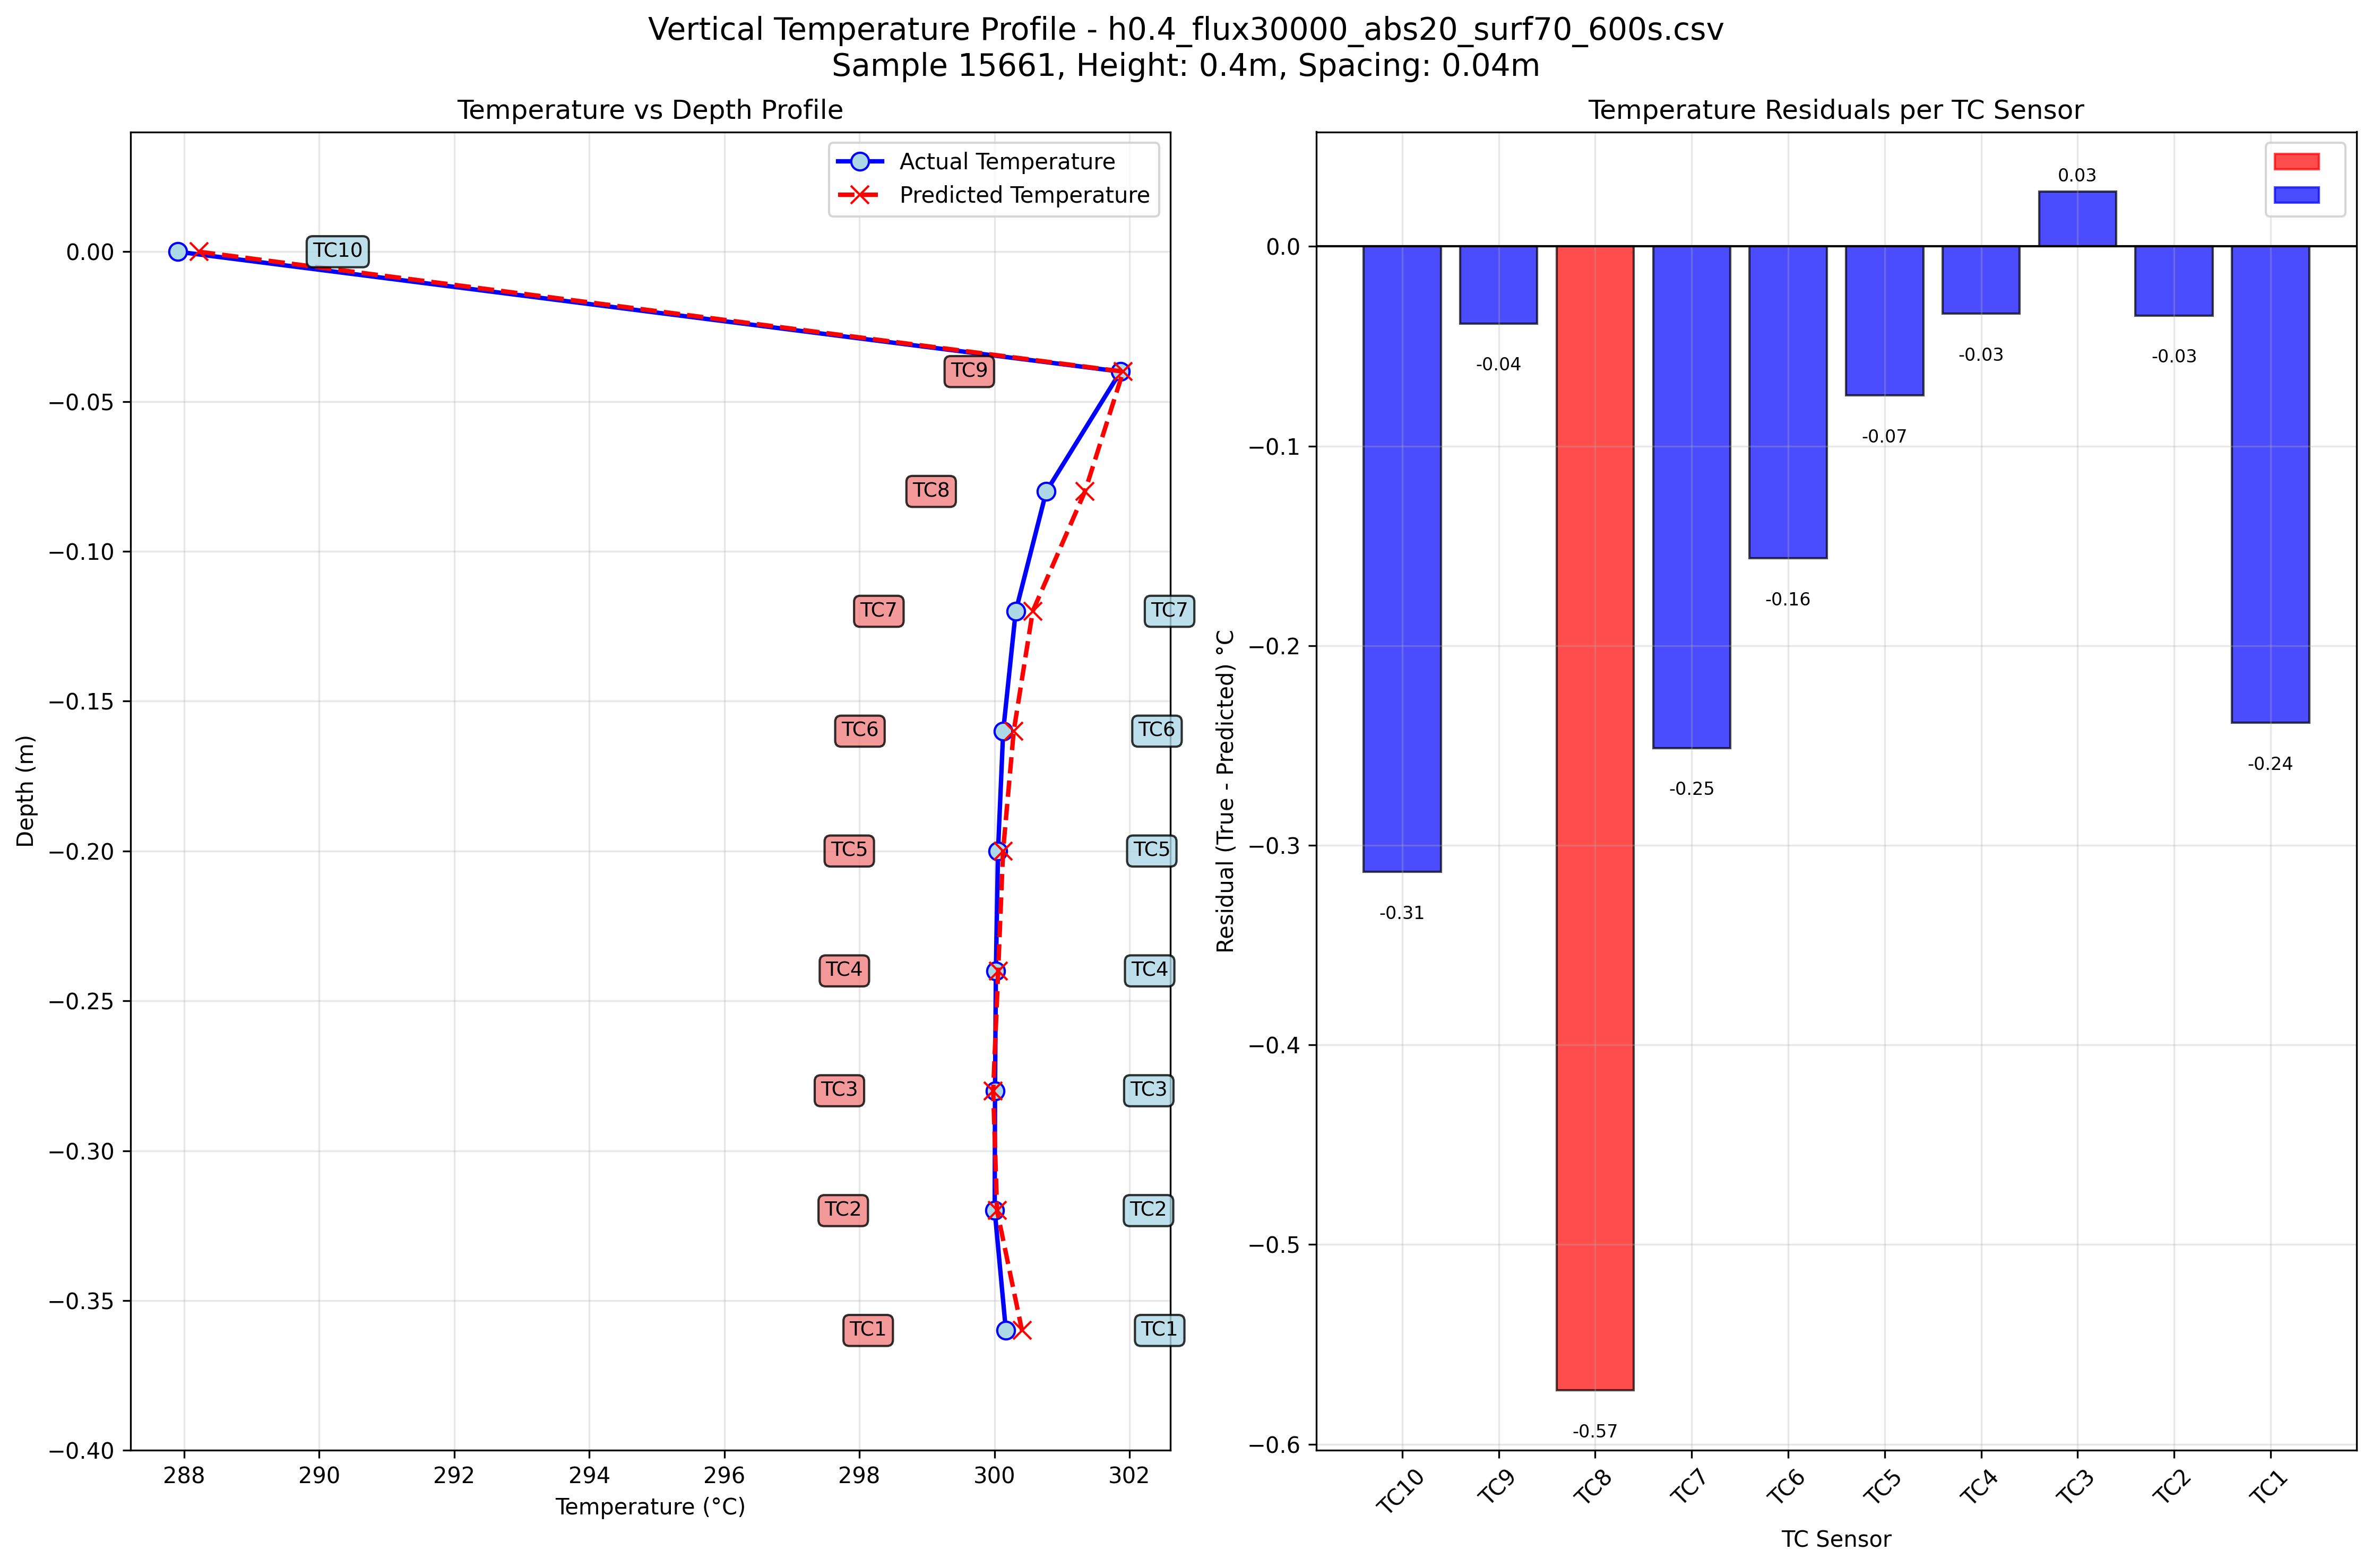 Vertical Temperature Profile - h0.4_flux30000_abs20_surf70_600s.csv
Sample 15661, Height: 0.4m, Spacing: 0.04m
Temperature vs Depth Profile
Actual Temperature
Predicted Temperature
0.00
−0.05
−0.10
−0.15
−0.20
−0.25
−0.30
−0.35
−0.40
Depth (m)
TC10
TC9
TC8
TC7
TC7
TC6
TC6
TC5
TC5
TC4
TC4
TC3
TC3
TC2
TC2
TC1
TC1
288
290
292
294
296
298
300
302
Temperature (°C)
Temperature Residuals per TC Sensor
0.0
−0.1
−0.2
−0.3
−0.4
−0.5
−0.6
Residual (True - Predicted) °C
-0.31
-0.04
-0.57
-0.25
-0.16
-0.07
-0.03
0.03
-0.03
-0.24
TC10
TC9
TC8
TC7
TC6
TC5
TC4
TC3
TC2
TC1
TC Sensor